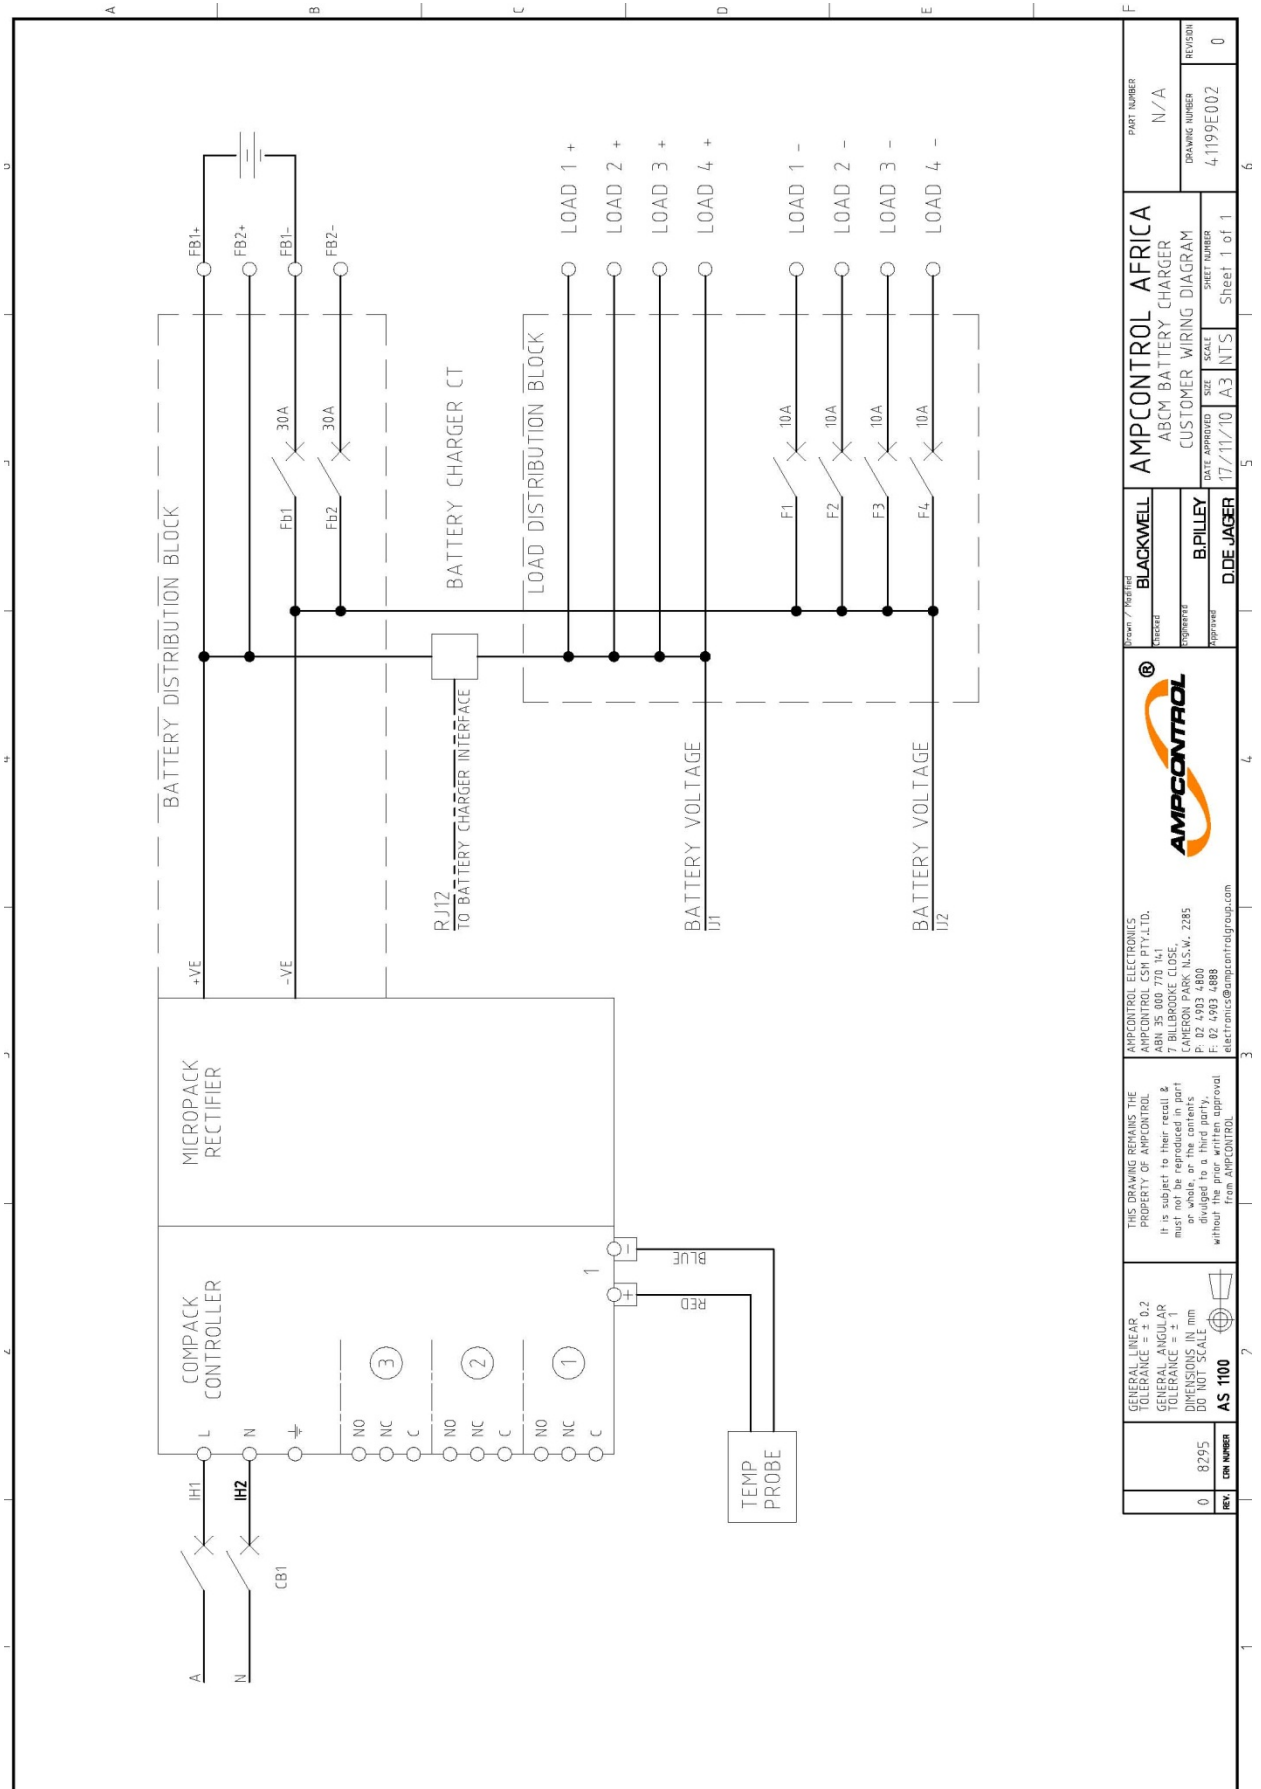 A
B
C
D
E
F
BATTERY DISTRIBUTION BLOCK
FB1+
FB2+
FB1-
FB2-
Fb1
30A
Fb2
30A
BATTERY CHARGER CT
LOAD DISTRIBUTION BLOCK
LOAD 1 +
LOAD 2 +
LOAD 3 +
LOAD 4 +
LOAD 1 -
LOAD 2 -
LOAD 3 -
LOAD 4 -
F1
10A
F2
10A
F3
10A
F4
10A
RJ12
TO BATTERY CHARGER INTERFACE
BATTERY VOLTAGE
IJ1
BATTERY VOLTAGE
IJ2
+VE
-VE
MICROPACK
RECTIFIER
COMPACK
CONTROLLER
L
N
NO
NC
C
3
NO
NC
C
2
NO
NC
C
1
1
+
-
RED
BLUE
TEMP
PROBE
A
N
IH1
IH2
CB1
0
8295
REV.
CRN NUMBER
GENERAL LINEAR
TOLERANCE = ± 0.2
GENERAL ANGULAR
TOLERANCE = ± 1
DIMENSIONS IN mm
DO NOT SCALE
AS 1100
THIS DRAWING REMAINS THE
PROPERTY OF AMPCONTROL
It is subject to their recall &
must not be reproduced in part
or whole, or the contents
divulged to a third party,
without the prior written approval
from AMPCONTROL
AMPCONTROL ELECTRONICS
AMPCONTROL CSM PTY.LTD.
ABN 35 000 770 141
7 BILLBROOKE CLOSE,
CAMERON PARK N.S.W. 2285
P: 02 4903 4800
F: 02 4903 4888
electronics@ampcontrolgroup.com
AMPCONTROL ®
Drawn / Modified
BLACKWELL
Checked
Engineered
B.PILLEY
Approved
D.DE JAGER
AMPCONTROL AFRICA
ABCM BATTERY CHARGER
CUSTOMER WIRING DIAGRAM
DATE APPROVED
17/11/10
SIZE
A3
SCALE
NTS
SHEET NUMBER
Sheet 1 of 1
PART NUMBER
N/A
DRAWING NUMBER
41199E002
REVISION
0
1
2
3
4
5
6